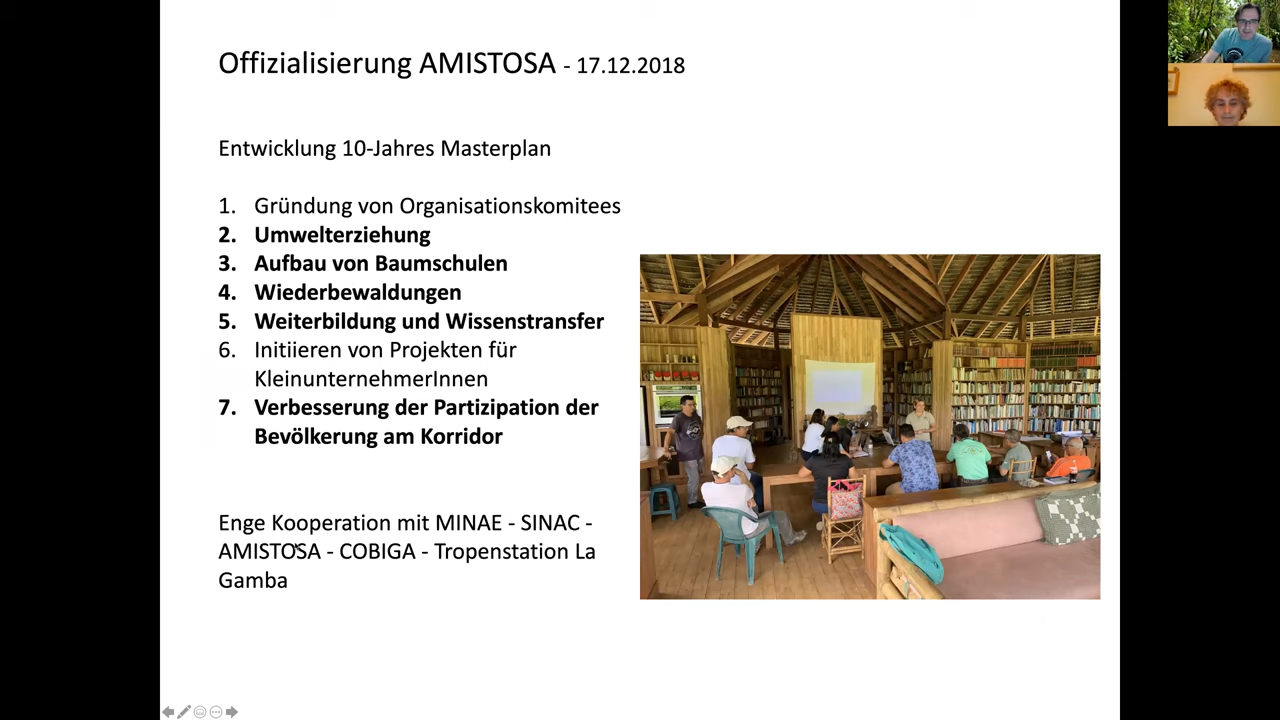 Offizialisierung AMISTOSA - 17.12.2018
Entwicklung 10-Jahres Masterplan
1. Gründung von Organisationskomitees
2. Umwelterziehung
3. Aufbau von Baumschulen
4. Wiederbewaldungen
5. Weiterbildung und Wissenstransfer
6. Initiieren von Projekten für
KleinunternehmerInnen
7. Verbesserung der Partizipation der
Bevölkerung am Korridor
Enge Kooperation mit MINAE - SINAC -
AMISTOSA - COBIGA - Tropenstation La
Gamba